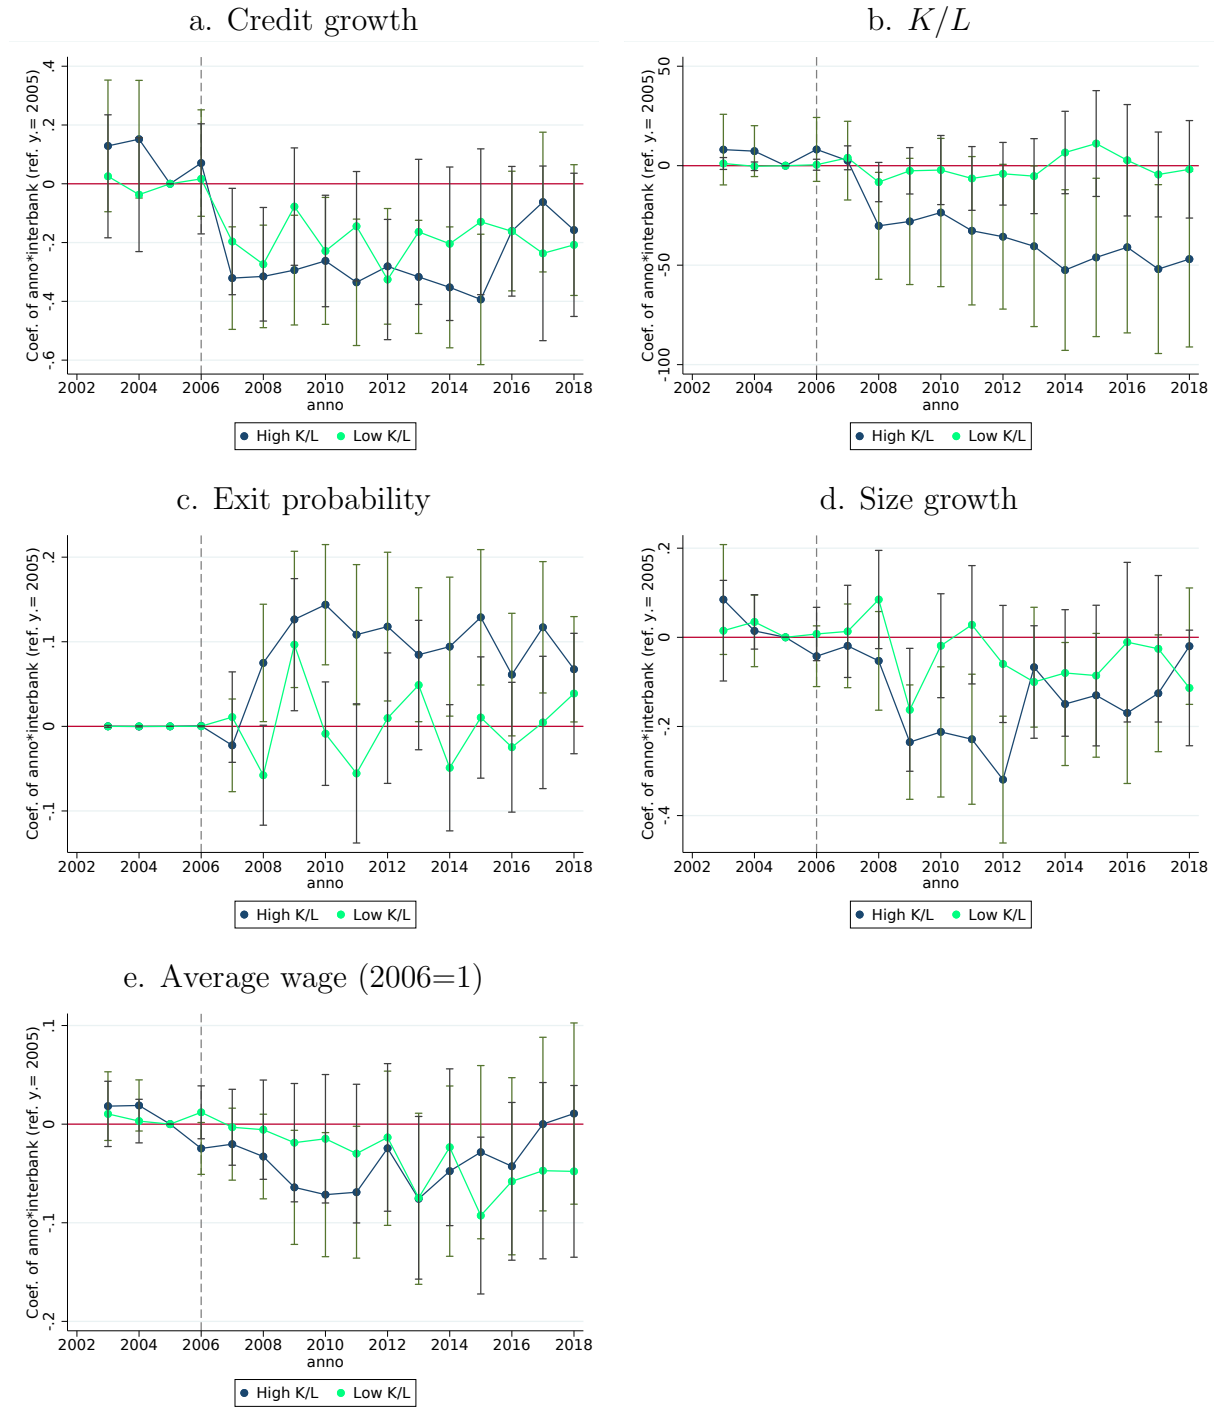 a. Credit growth
Coef. of anno*interbank (ref. y.= 2005)
.4
.2
0
-.2
-.4
-.6
2002 2004 2006 2008 2010 2012 2014 2016 2018
anno
High K/L Low K/L
b. K/L
Coef. of anno*interbank (ref. y.= 2005)
50
0
-50
-100
2002 2004 2006 2008 2010 2012 2014 2016 2018
anno
High K/L Low K/L
c. Exit probability
Coef. of anno*interbank (ref. y.= 2005)
.2
.1
0
-.1
2002 2004 2006 2008 2010 2012 2014 2016 2018
anno
High K/L Low K/L
d. Size growth
Coef. of anno*interbank (ref. y.= 2005)
.2
0
-.2
-.4
2002 2004 2006 2008 2010 2012 2014 2016 2018
anno
High K/L Low K/L
e. Average wage (2006=1)
Coef. of anno*interbank (ref. y.= 2005)
.1
0
-.1
-.2
2002 2004 2006 2008 2010 2012 2014 2016 2018
anno
High K/L Low K/L